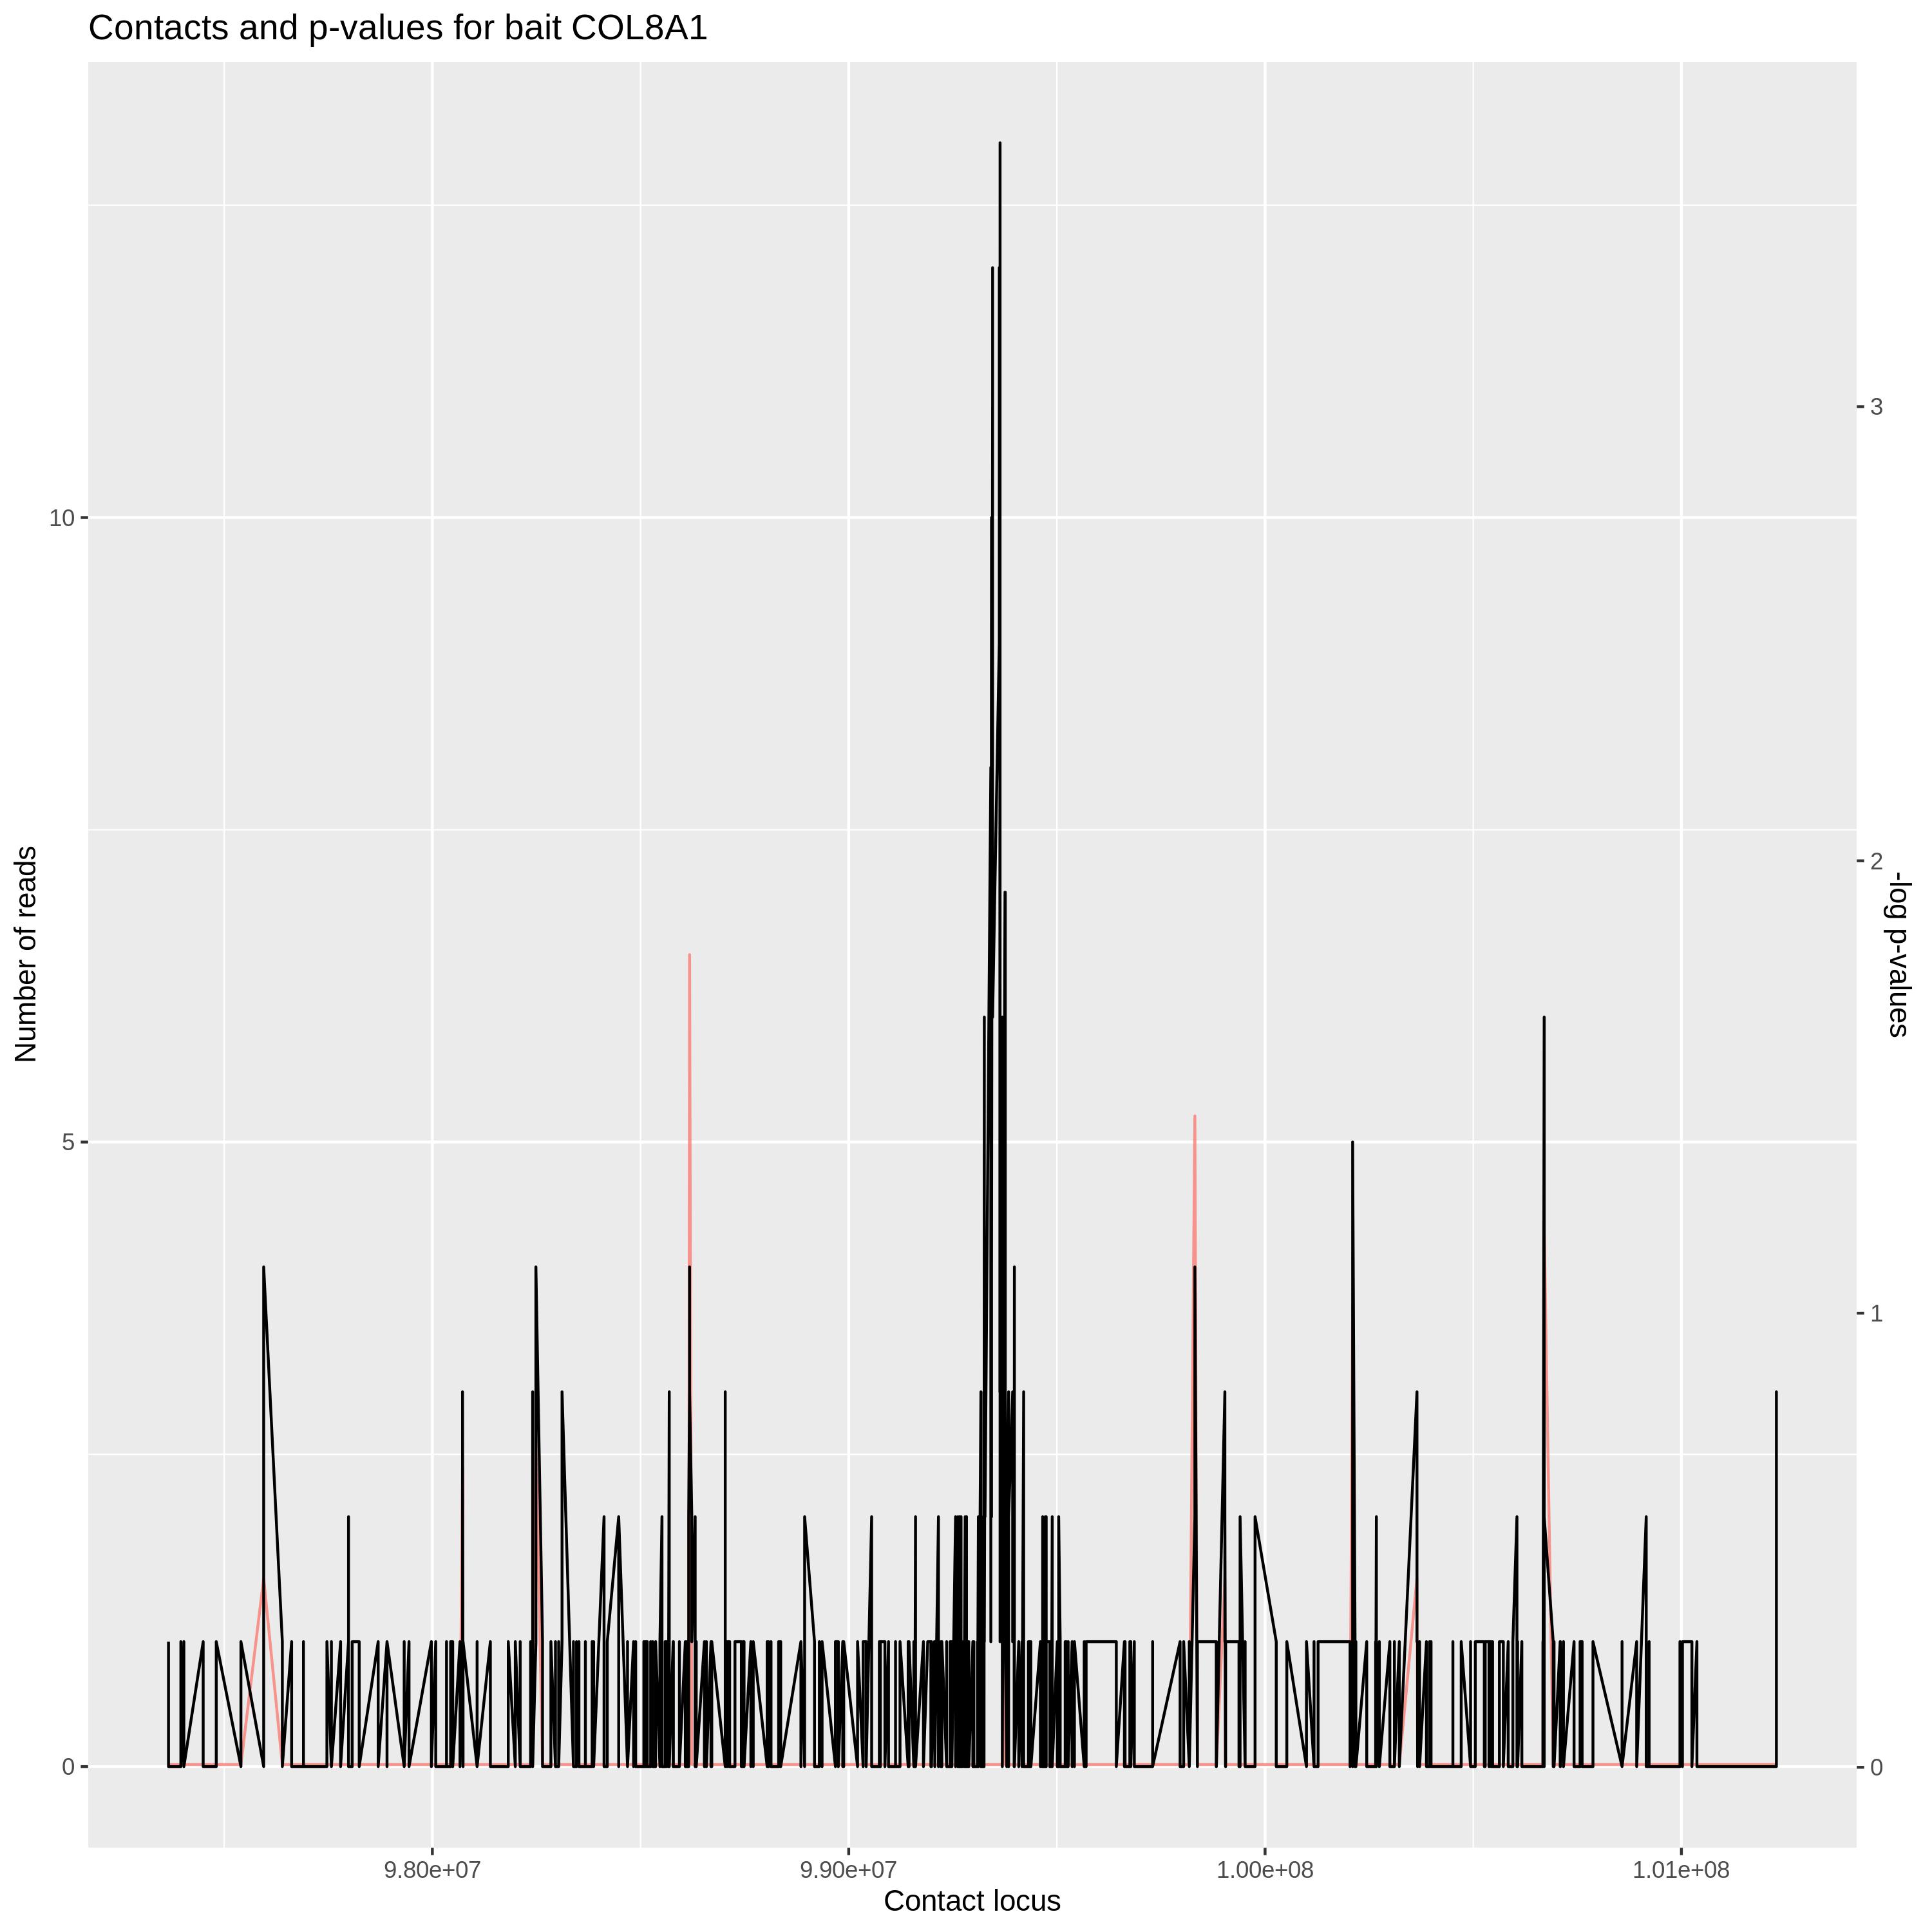 Contacts and p-values for bait COL8A1
Number of reads
10
5
0
3
2
1
0
-log p-values
9.80e+07
9.90e+07
1.00e+08
1.01e+08
Contact locus